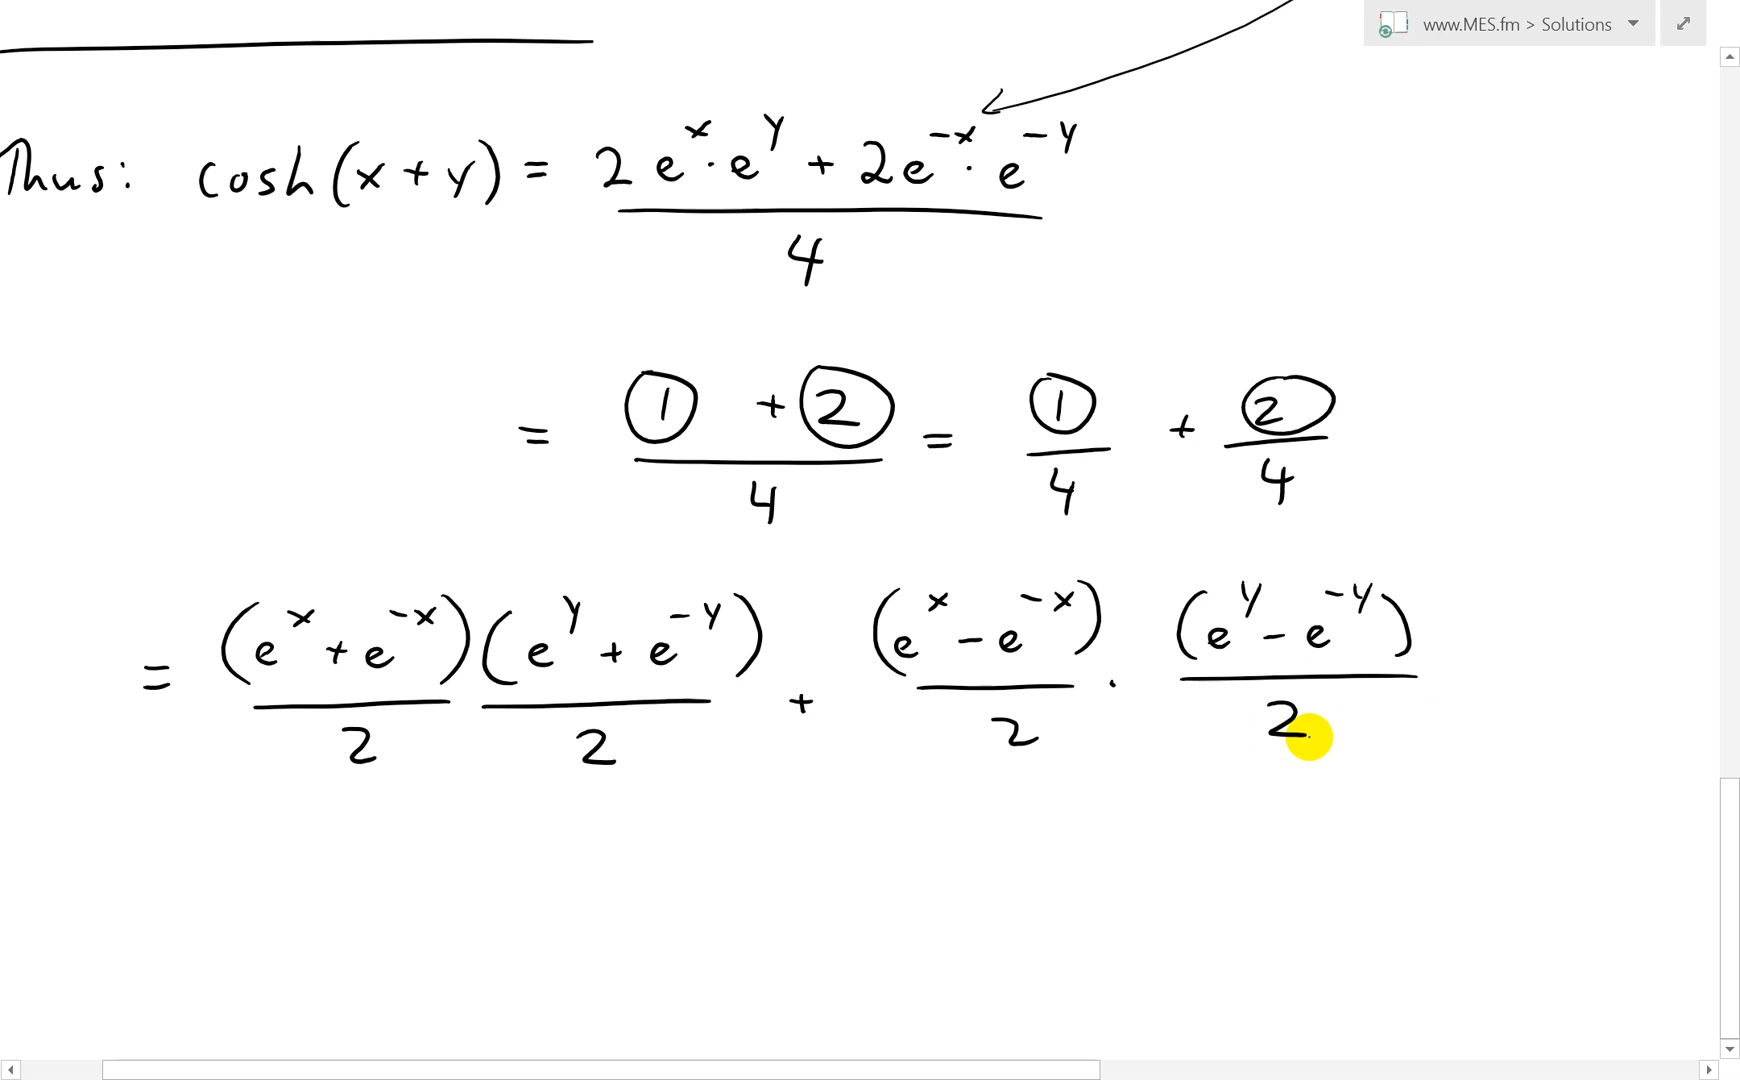 www.MES.fm > Solutions
Thus: cosh(x + y) = (2e^x · e^y + 2e^-x · e^-y) / 4
= (① + ②) / 4 = ① / 4 + ② / 4
= (e^x + e^-x) / 2 (e^y + e^-y) / 2 + (e^x - e^-x) / 2 · (e^y - e^-y) / 2